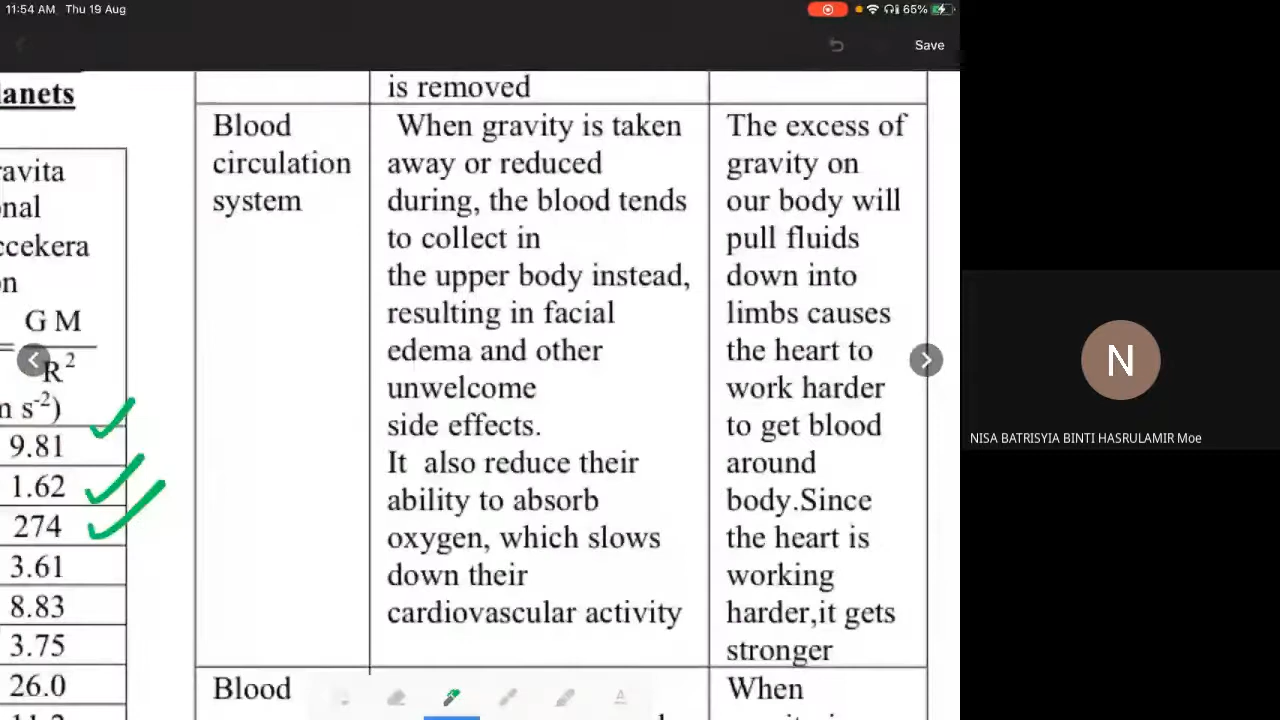 11:54 AM Thu 19 Aug
65%
Save
lanets
ravita
onal
ccekera
on
G M
=
R2
m s-2)
9.81
1.62
274
3.61
8.83
3.75
26.0
is removed
Blood
circulation
system
When gravity is taken
away or reduced
during, the blood tends
to collect in
the upper body instead,
resulting in facial
edema and other
unwelcome
side effects.
It also reduce their
ability to absorb
oxygen, which slows
down their
cardiovascular activity
The excess of
gravity on
our body will
pull fluids
down into
limbs causes
the heart to
work harder
to get blood
around
body.Since
the heart is
working
harder,it gets
stronger
Blood
When
A
N
NISA BATRISYIA BINTI HASRULAMIR Moe